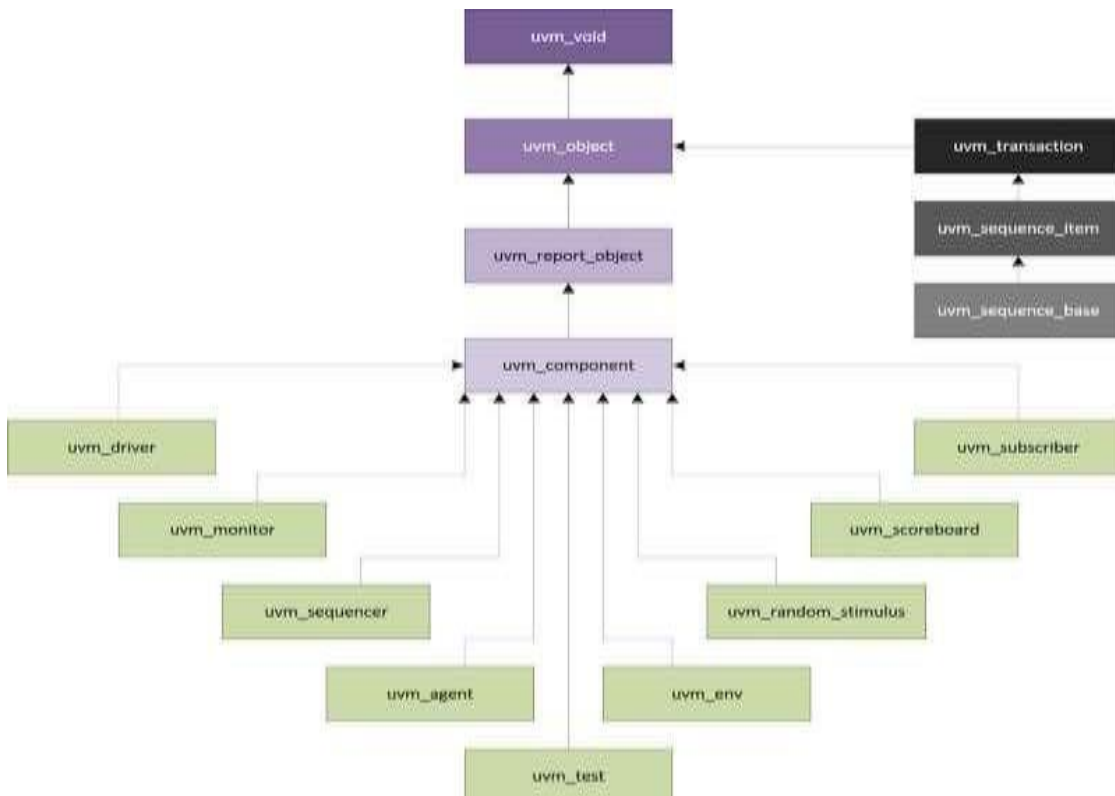 uvm_void
uvm_object
uvm_transaction
uvm_sequence_item
uvm_report_object
uvm_sequence_base
uvm_component
uvm_driver
uvm_subscriber
uvm_monitor
uvm_scoreboard
uvm_sequencer
uvm_random_stimulus
uvm_agent
uvm_env
uvm_test